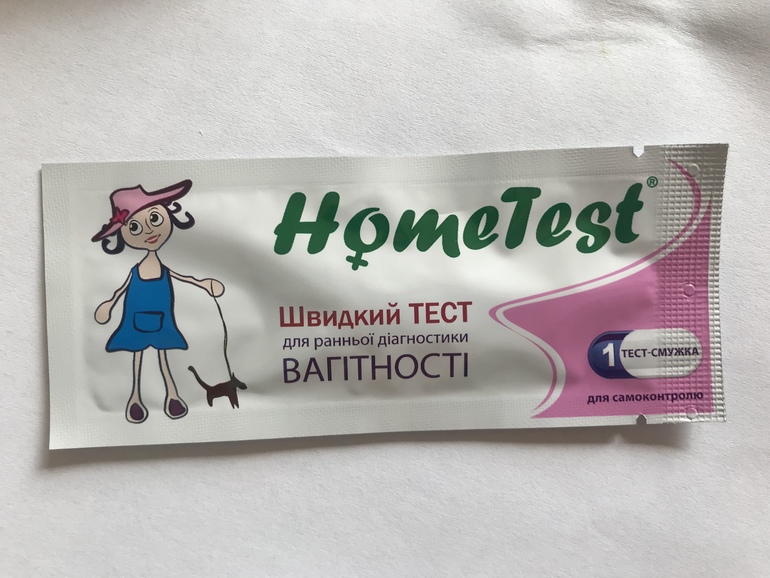 HomeTest®
Швидкий ТЕСТ
для ранньої діагностики
ВАГІТНОСТІ
1 ТЕСТ-СМУЖКА
для самоконтролю